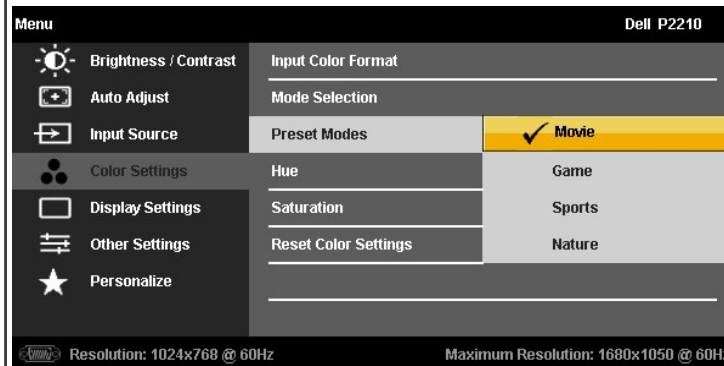 Menu Dell P2210
Brightness / Contrast Input Color Format
Auto Adjust Mode Selection
Input Source Preset Modes Movie
Color Settings Hue Game
Display Settings Saturation Sports
Other Settings Reset Color Settings Nature
Personalize
Resolution: 1024x768 @ 60Hz Maximum Resolution: 1680x1050 @ 60H